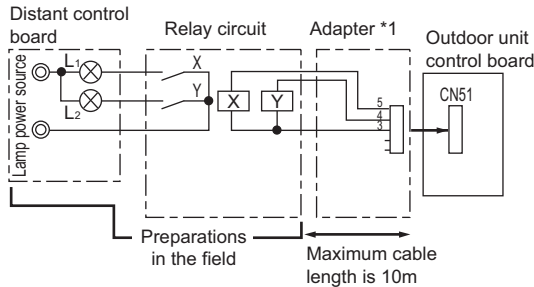 Distant control
board
Relay circuit
Adapter *1
Outdoor unit
control board
Lamp power source
L1
L2
X
Y
X
Y
5
4
3
CN51
Preparations
in the field
Maximum cable
length is 10m